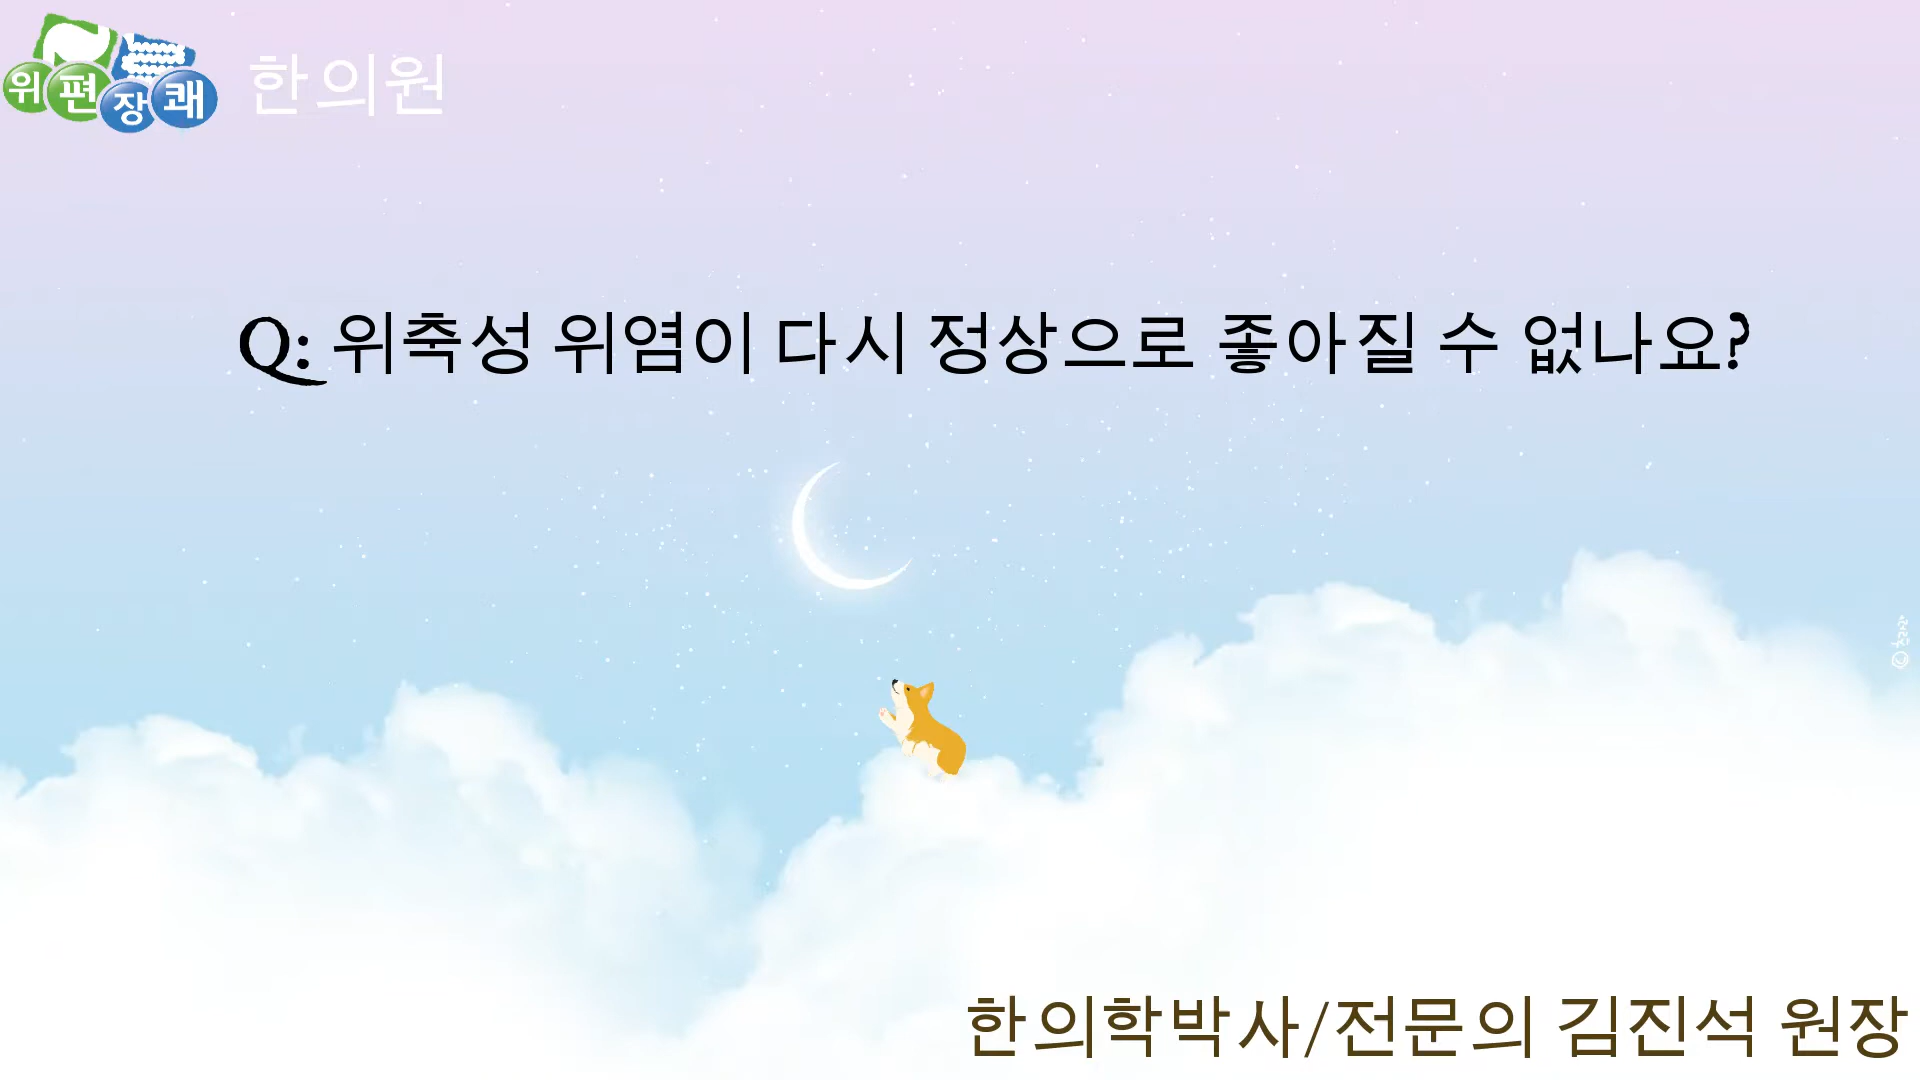 위편장쾌 한의원
Q: 위축성 위염이 다시 정상으로 좋아질 수 없나요?
한의학박사/전문의 김진석 원장